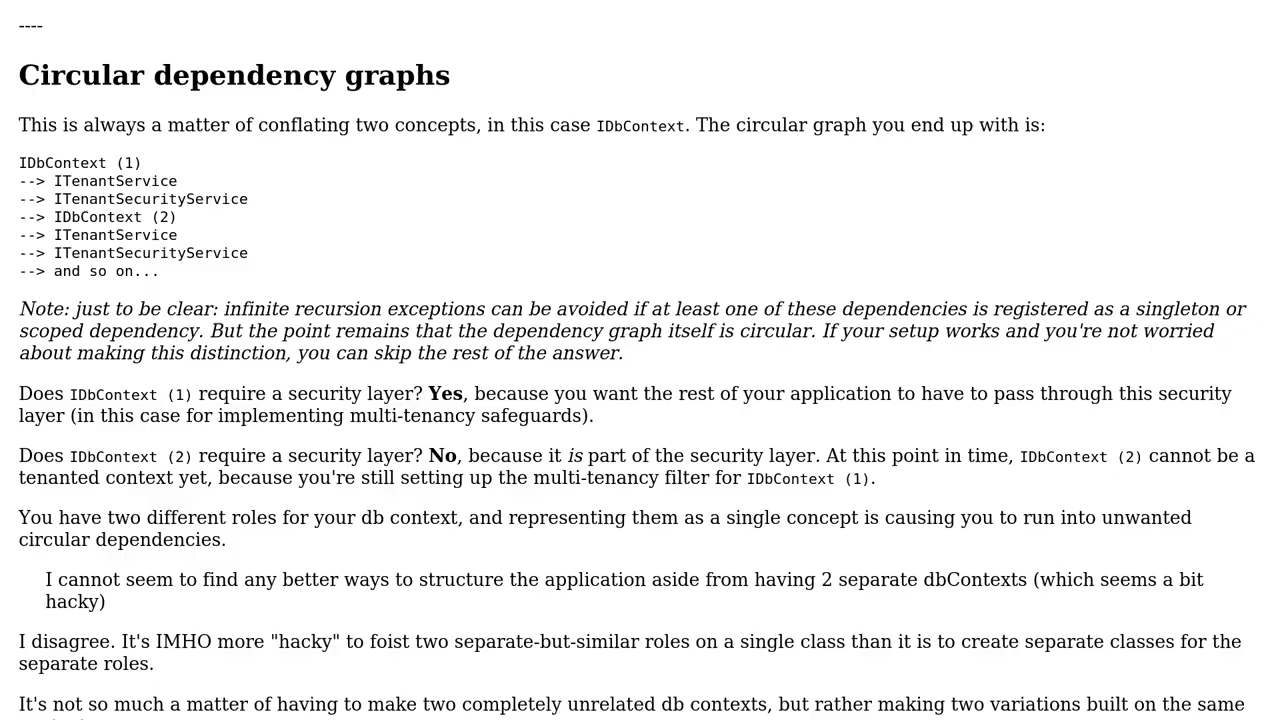 ----
Circular dependency graphs
This is always a matter of conflating two concepts, in this case IDbContext. The circular graph you end up with is:
IDbContext (1)
--> ITenantService
--> ITenantSecurityService
--> IDbContext (2)
--> ITenantService
--> ITenantSecurityService
--> and so on...
Note: just to be clear: infinite recursion exceptions can be avoided if at least one of these dependencies is registered as a singleton or
scoped dependency. But the point remains that the dependency graph itself is circular. If your setup works and you're not worried
about making this distinction, you can skip the rest of the answer.
Does IDbContext (1) require a security layer? Yes, because you want the rest of your application to have to pass through this security
layer (in this case for implementing multi-tenancy safeguards).
Does IDbContext (2) require a security layer? No, because it is part of the security layer. At this point in time, IDbContext (2) cannot be a
tenanted context yet, because you're still setting up the multi-tenancy filter for IDbContext (1).
You have two different roles for your db context, and representing them as a single concept is causing you to run into unwanted
circular dependencies.
I cannot seem to find any better ways to structure the application aside from having 2 separate dbContexts (which seems a bit
hacky)
I disagree. It's IMHO more "hacky" to foist two separate-but-similar roles on a single class than it is to create separate classes for the
separate roles.
It's not so much a matter of having to make two completely unrelated db contexts, but rather making two variations built on the same